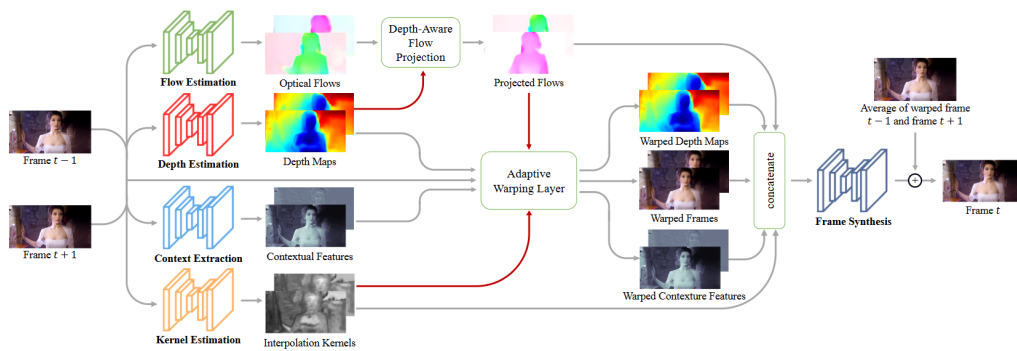 Frame t − 1
Frame t + 1
Flow Estimation
Depth Estimation
Context Extraction
Kernel Estimation
Optical Flows
Depth Maps
Contextual Features
Interpolation Kernels
Depth-Aware
Flow
Projection
Projected Flows
Adaptive
Warping Layer
Warped Depth Maps
Warped Frames
Warped Contexture Features
concatenate
Frame Synthesis
Average of warped frame
t − 1 and frame t + 1
+
Frame t